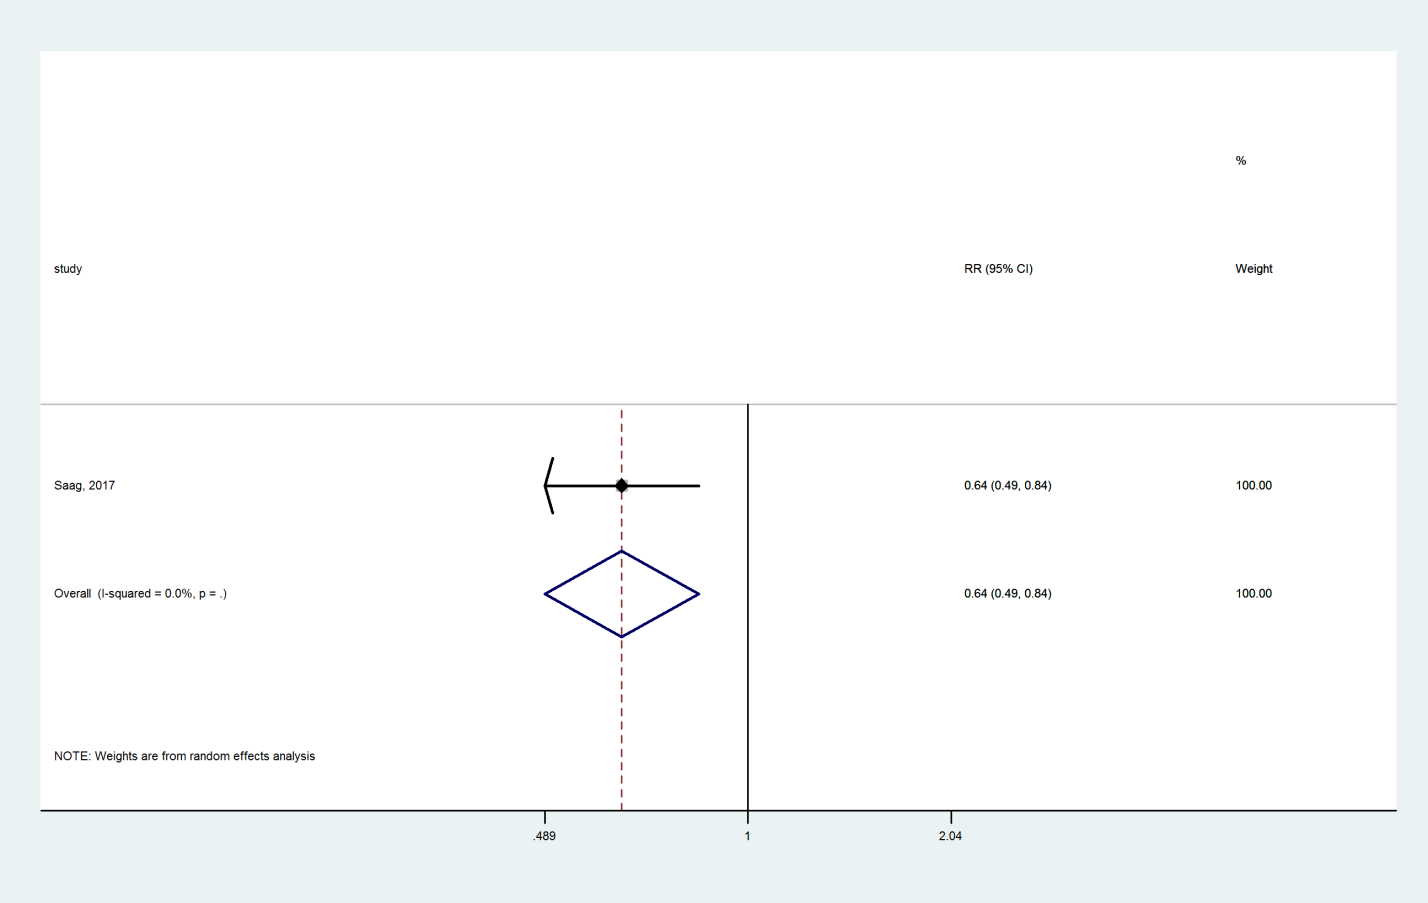 %
study RR (95% CI) Weight
Saag, 2017 0.64 (0.49, 0.84) 100.00
Overall (I-squared = 0.0%, p = .) 0.64 (0.49, 0.84) 100.00
NOTE: Weights are from random effects analysis
.489 1 2.04